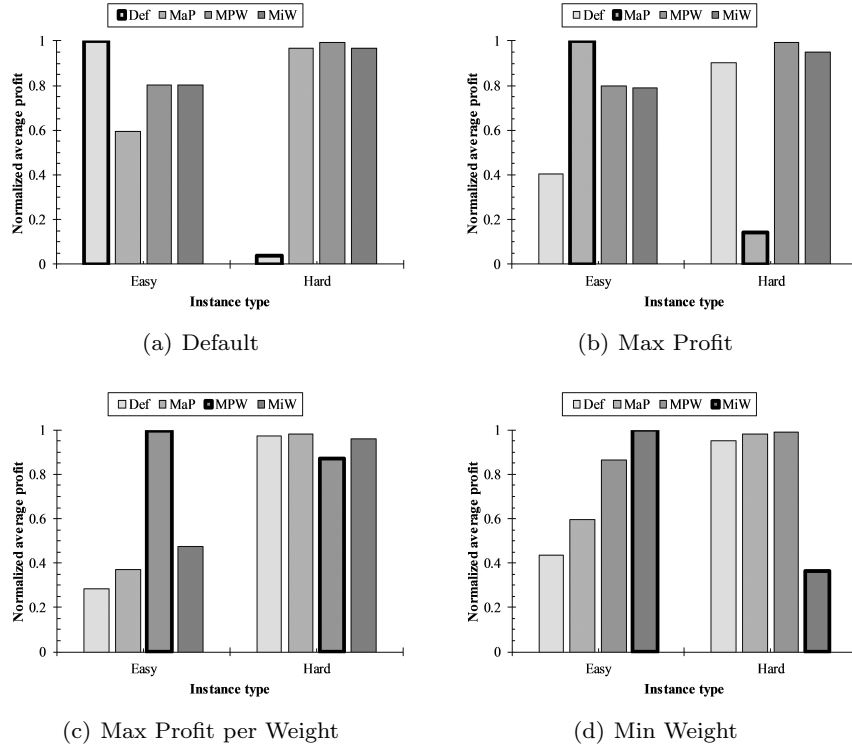 Def MaP MPW MiW
Normalized average profit
1
0.8
0.6
0.4
0.2
0
Easy Hard
Instance type
(a) Default
Def MaP MPW MiW
Normalized average profit
1
0.8
0.6
0.4
0.2
0
Easy Hard
Instance type
(b) Max Profit
Def MaP MPW MiW
Normalized average profit
1
0.8
0.6
0.4
0.2
0
Easy Hard
Instance type
(c) Max Profit per Weight
Def MaP MPW MiW
Normalized average profit
1
0.8
0.6
0.4
0.2
0
Easy Hard
Instance type
(d) Min Weight